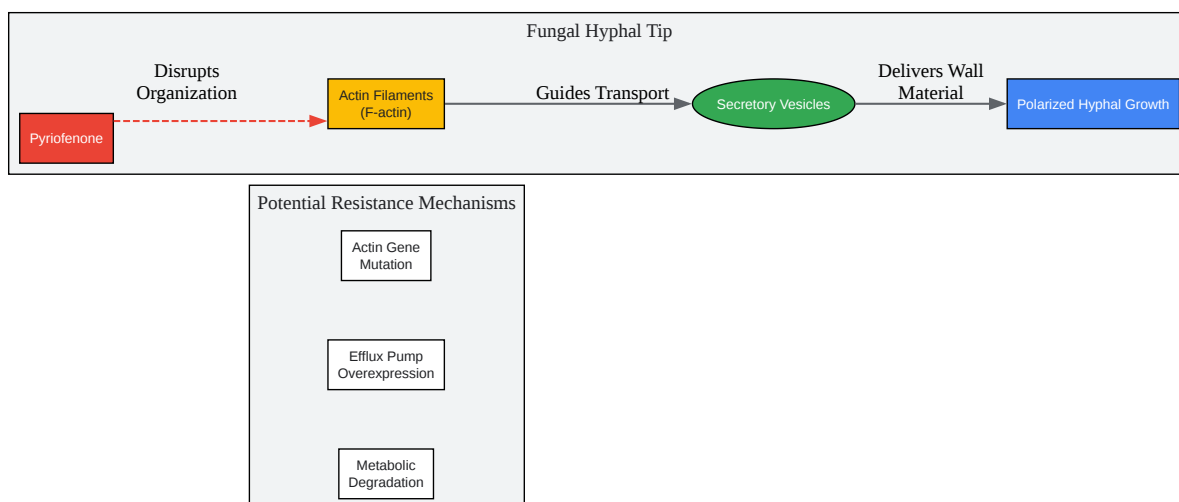 Fungal Hyphal Tip
Disrupts
Organization
Pyriofenone
Actin Filaments
(F-actin)
Guides Transport
Secretory Vesicles
Delivers Wall
Material
Polarized Hyphal Growth
Potential Resistance Mechanisms
Actin Gene
Mutation
Efflux Pump
Overexpression
Metabolic
Degradation